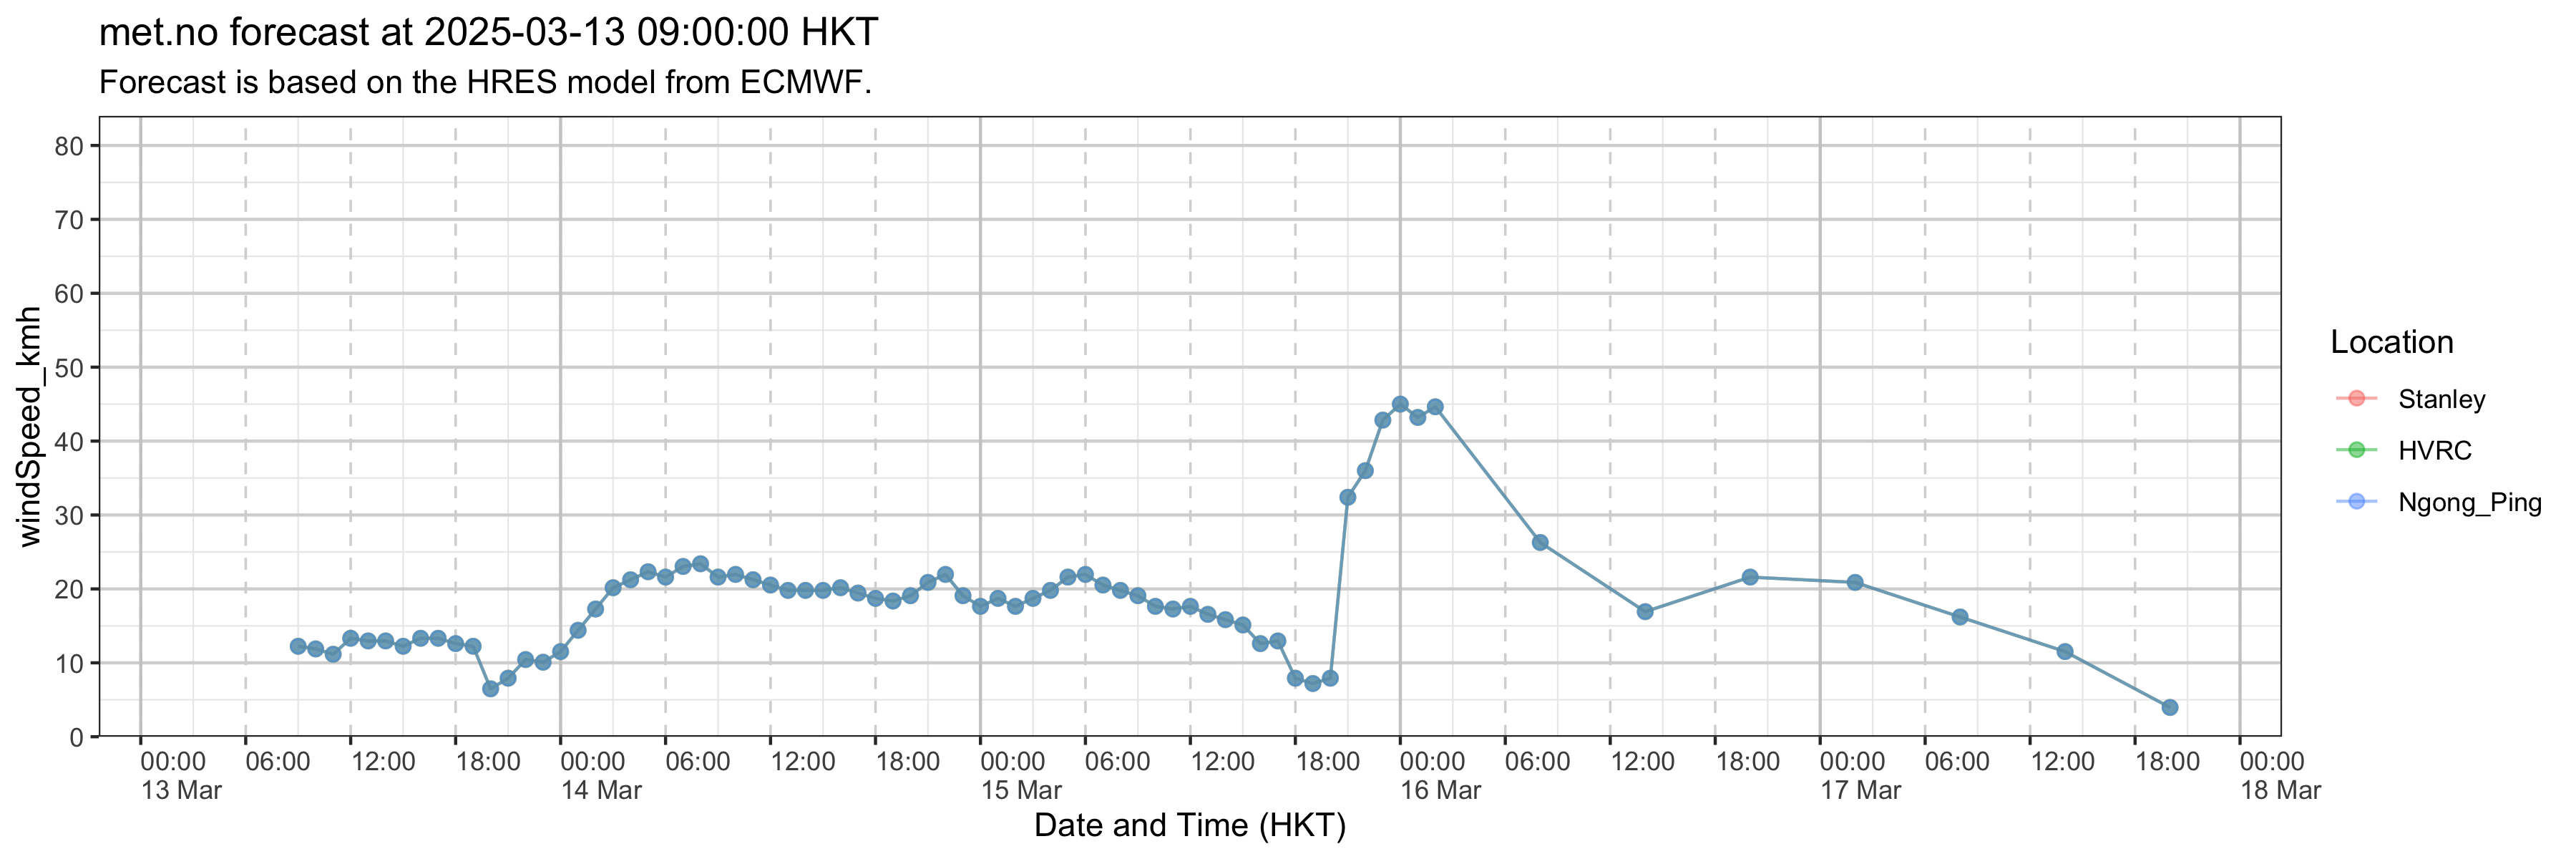 met.no forecast at 2025-03-13 09:00:00 HKT
Forecast is based on the HRES model from ECMWF.
windSpeed_kmh
80
70
60
50
40
30
20
10
0
00:00 06:00 12:00 18:00 00:00 06:00 12:00 18:00 00:00 06:00 12:00 18:00 00:00 06:00 12:00 18:00 00:00 06:00 12:00 18:00 00:00
13 Mar 14 Mar 15 Mar 16 Mar 17 Mar 18 Mar
Date and Time (HKT)
Location
Stanley
HVRC
Ngong_Ping